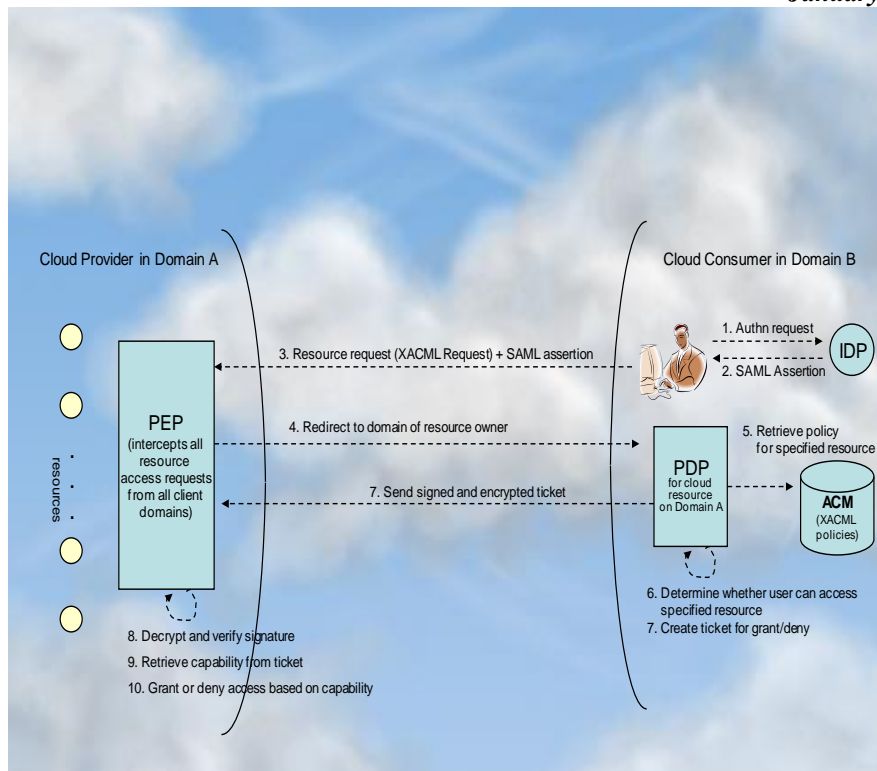 January
Cloud Provider in Domain A
Cloud Consumer in Domain B
1. Authn request
IDP
2. SAML Assertion
3. Resource request (XACML Request) + SAML assertion
PEP
(intercepts all
resource
access requests
from all client
domains)
resources
. . . .
4. Redirect to domain of resource owner
5. Retrieve policy
for specified resource
PDP
for cloud
resource
on Domain A
7. Send signed and encrypted ticket
ACM
(XACML
policies)
6. Determine whether user can access
specified resource
7. Create ticket for grant/deny
8. Decrypt and verify signature
9. Retrieve capability from ticket
10. Grant or deny access based on capability